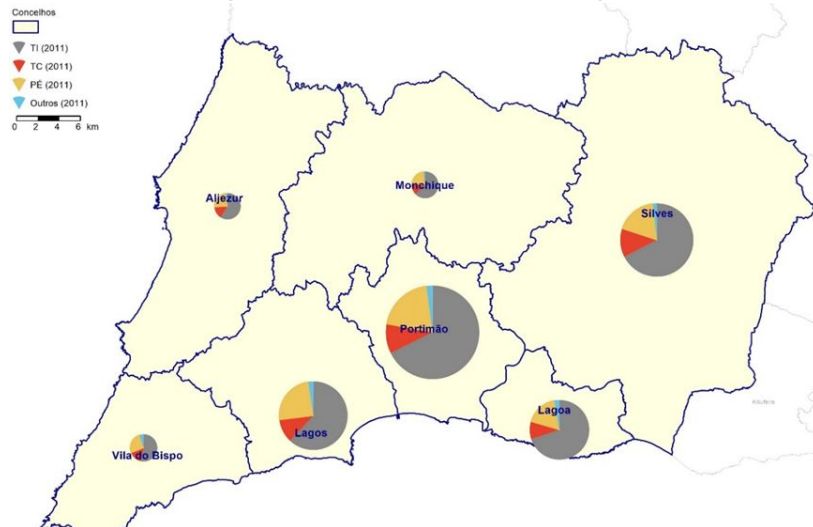 Concelhos
TI (2011)
TC (2011)
PÉ (2011)
Outros (2011)
0 2 4 6 km
Aljezur
Monchique
Silves
Portimão
Lagoa
Albufeira
Lagos
Vila do Bispo